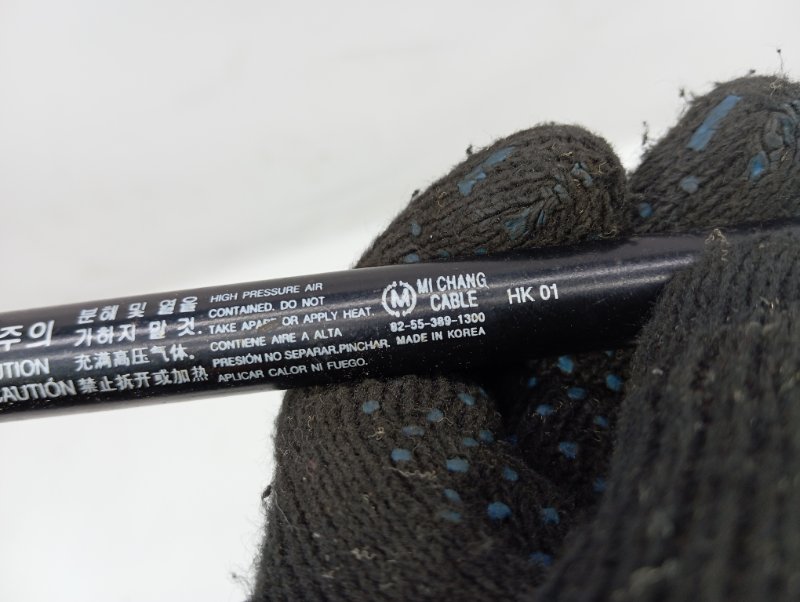 주의
UTION
CAUTIÓN
분해 및 열을
가하지 말 것.
充满高压气体.
禁止拆开或加热
HIGH PRESSURE AIR
CONTAINED. DO NOT
TAKE APART OR APPLY HEAT.
CONTIENE AIRE A ALTA
PRESIÓN NO SEPARAR.PINCHAR.
APLICAR CALOR NI FUEGO.
M
MI CHANG
CABLE
82-55-389-1300
MADE IN KOREA
HK 01